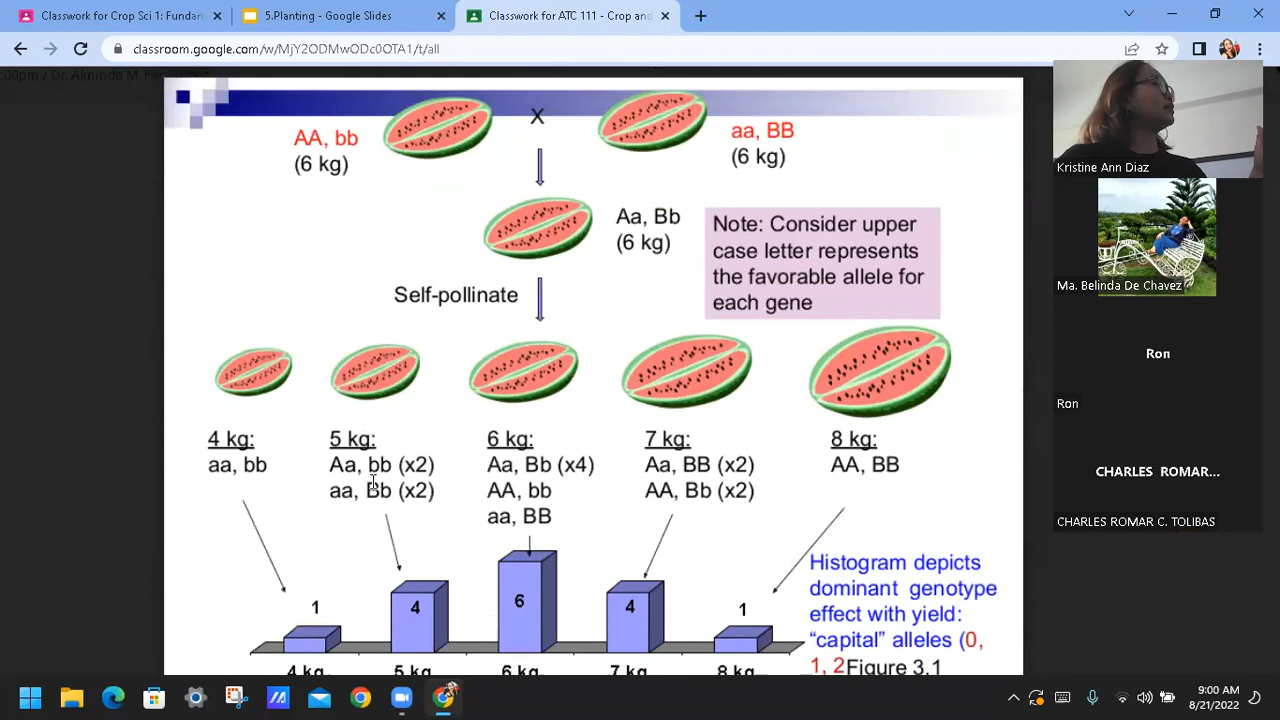 Classwork for Crop Sci 1: Fundam
5.Planting - Google Slides
Classwork for ATC 111 - Crop and
classroom.google.com/w/MjY2ODMwODc0OTA1/t/all
:00pm / Dr. Alminda M.
AA, bb
(6 kg)
X
aa, BB
(6 kg)
Aa, Bb
(6 kg)
Note: Consider upper
case letter represents
the favorable allele for
each gene
Self-pollinate
4 kg:
aa, bb
5 kg:
Aa, bb (x2)
aa, Bb (x2)
6 kg:
Aa, Bb (x4)
AA, bb
aa, BB
7 kg:
Aa, BB (x2)
AA, Bb (x2)
8 kg:
AA, BB
1
4
6
4
1
4 kg
5 kg
6 kg
7 kg
8 kg
Histogram depicts
dominant genotype
effect with yield:
“capital” alleles (0,
1, 2Figure 3.1
Kristine Ann Diaz
Ma. Belinda De Chavez
Ron
Ron
CHARLES ROMAR...
CHARLES ROMAR C. TOLIBAS
9:00 AM
8/21/2022